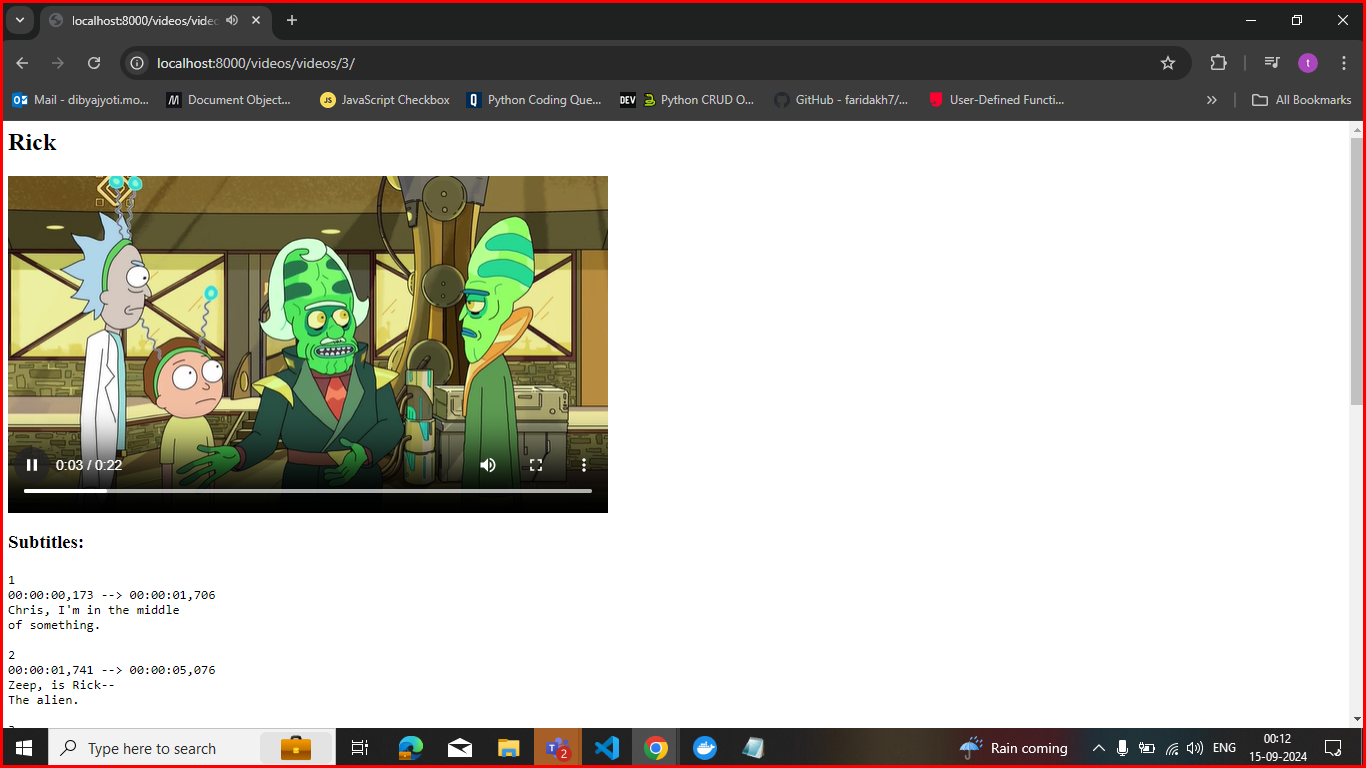 localhost:8000/videos/vide
localhost:8000/videos/videos/3/
t
Mail - dibyajyoti.mo...
Document Object...
JS
JavaScript Checkbox
Python Coding Que...
DEV
Python CRUD O...
GitHub - faridakh7/...
User-Defined Functi...
All Bookmarks
Rick
0:03 / 0:22
Subtitles:
1
00:00:00,173 --> 00:00:01,706
Chris, I'm in the middle
of something.
2
00:00:01,741 --> 00:00:05,076
Zeep, is Rick--
The alien.
Type here to search
2
Rain coming
ENG
00:12
15-09-2024